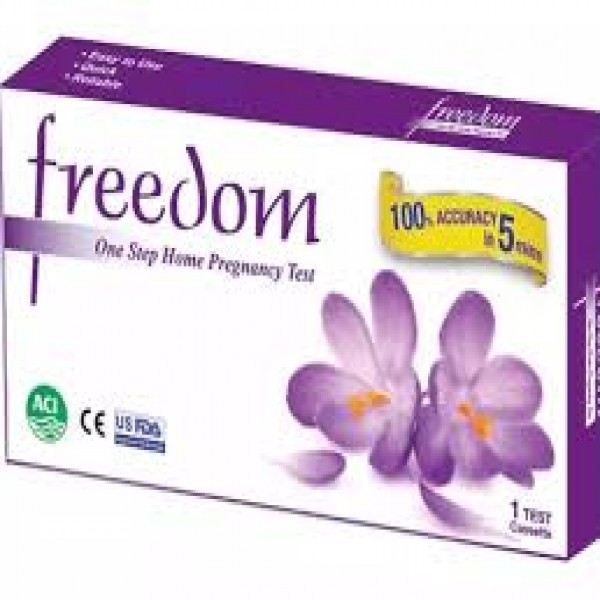 • Easy to Use
• Quick
• Reliable
freedom
freedom
One Step Home Pregnancy Test
100% ACCURACY
in 5 mins
ACI
CE
US FDA
1 TEST
Cassette